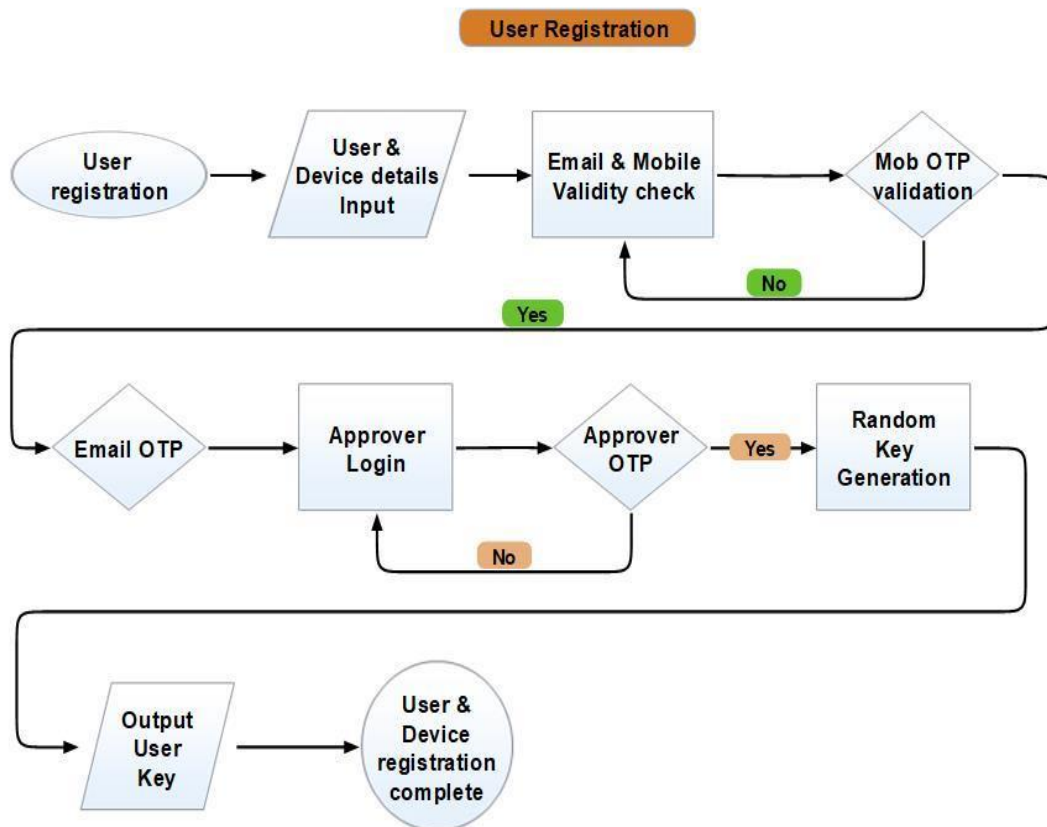 User Registration
User
registration
User &
Device details
Input
Email & Mobile
Validity check
Mob OTP
validation
No
Yes
Email OTP
Approver
Login
Approver
OTP
Yes
Random
Key
Generation
No
Output
User
Key
User &
Device
registration
complete